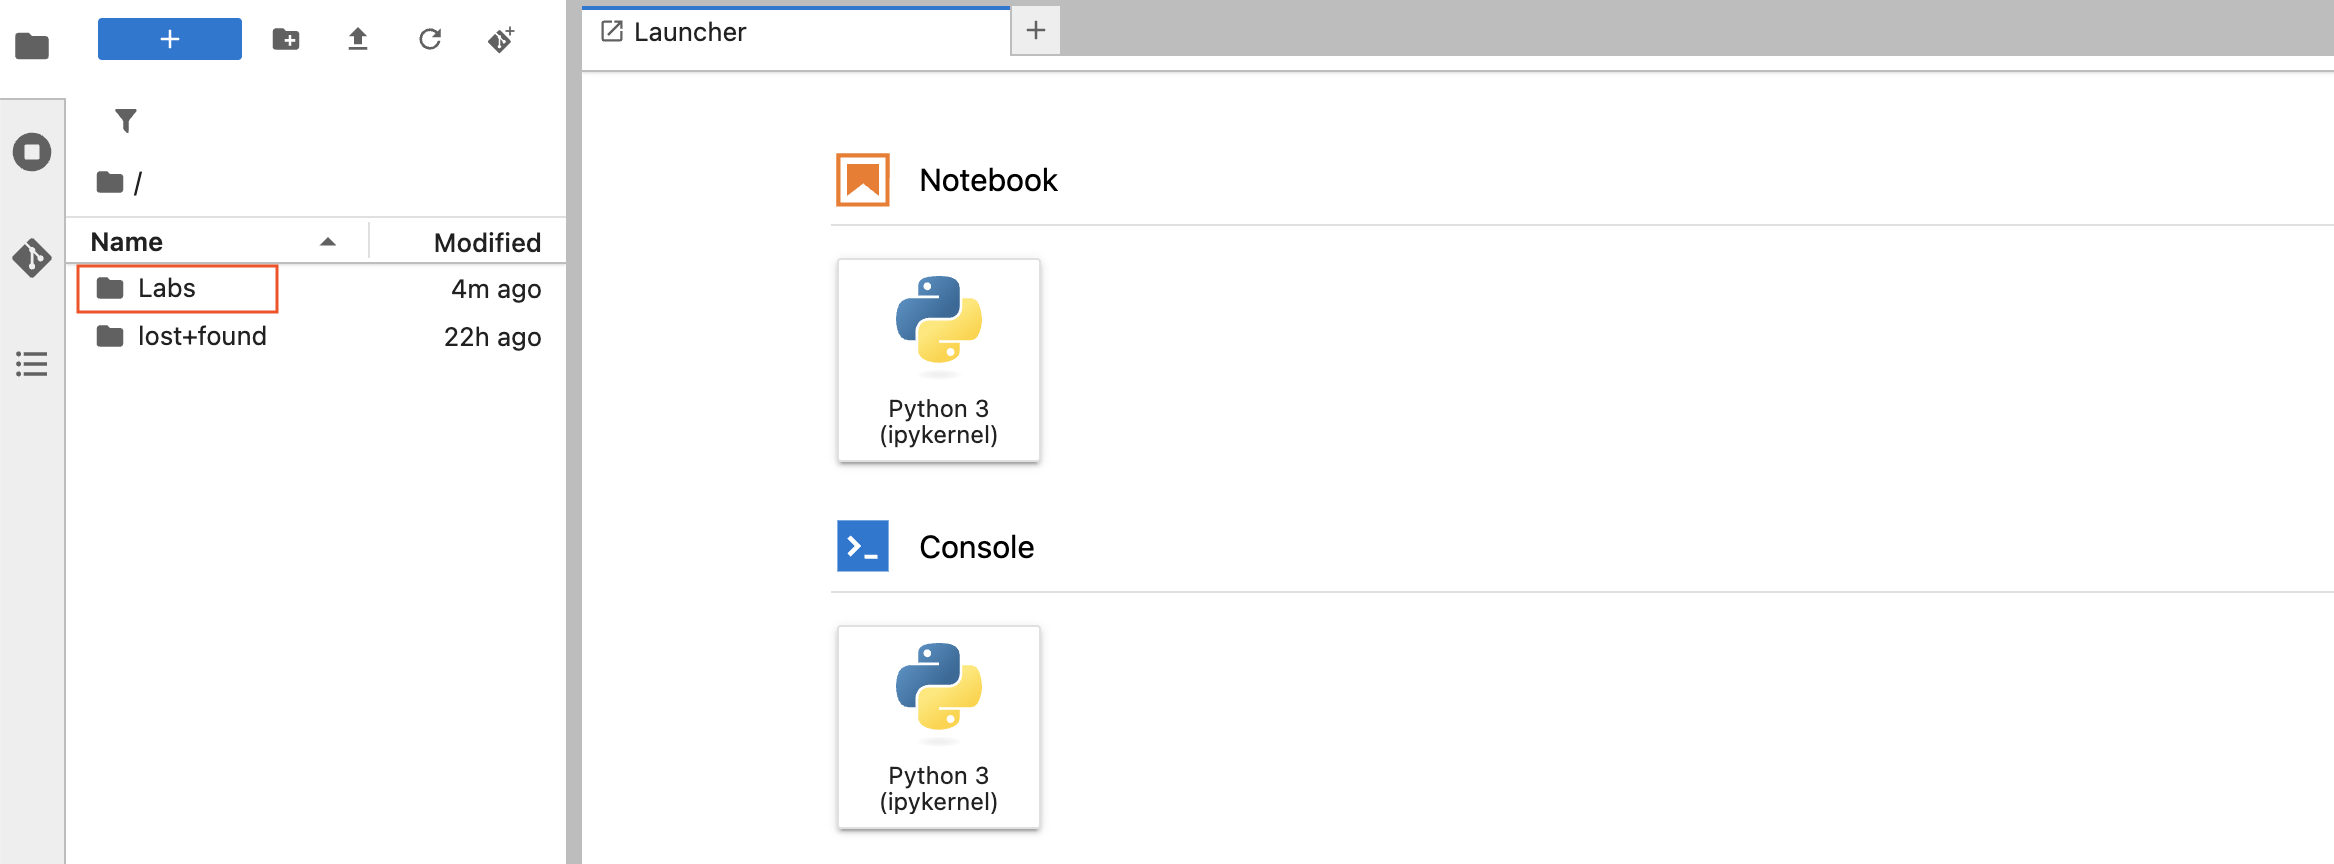 Launcher
/
Name Modified
Labs 4m ago
lost+found 22h ago
Notebook
Python 3
(ipykernel)
Console
Python 3
(ipykernel)